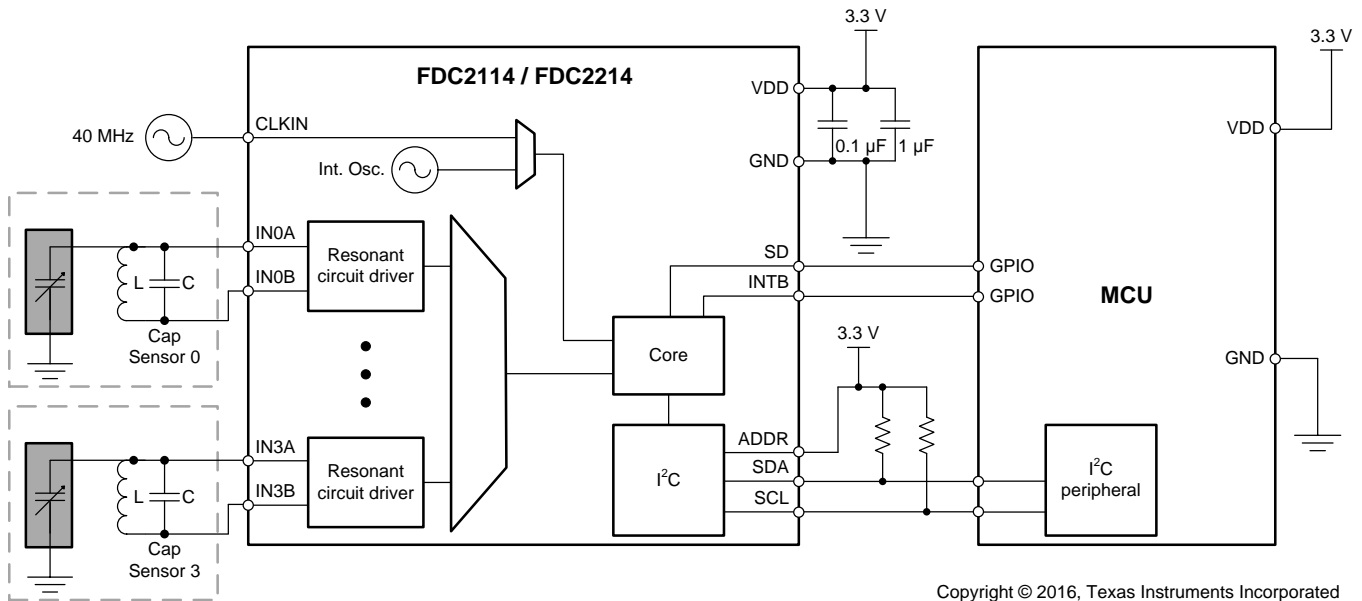 3.3 V
3.3 V
FDC2114 / FDC2214
VDD
40 MHz
CLKIN
VDD
0.1 µF
1 µF
Int. Osc.
GND
IN0A
Resonant
circuit driver
SD
GPIO
L
C
IN0B
INTB
GPIO
MCU
Cap
Sensor 0
3.3 V
Core
GND
ADDR
IN3A
Resonant
circuit driver
I²C
SDA
I²C
peripheral
L
C
IN3B
SCL
Cap
Sensor 3
Copyright © 2016, Texas Instruments Incorporated